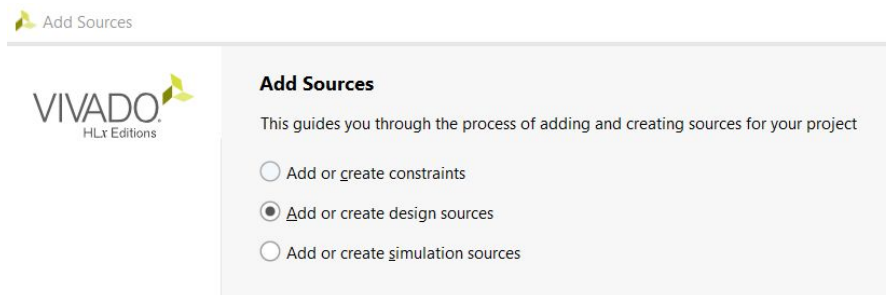 Add Sources
VIVADO.
HLx Editions
Add Sources
This guides you through the process of adding and creating sources for your project
Add or create constraints
Add or create design sources
Add or create simulation sources